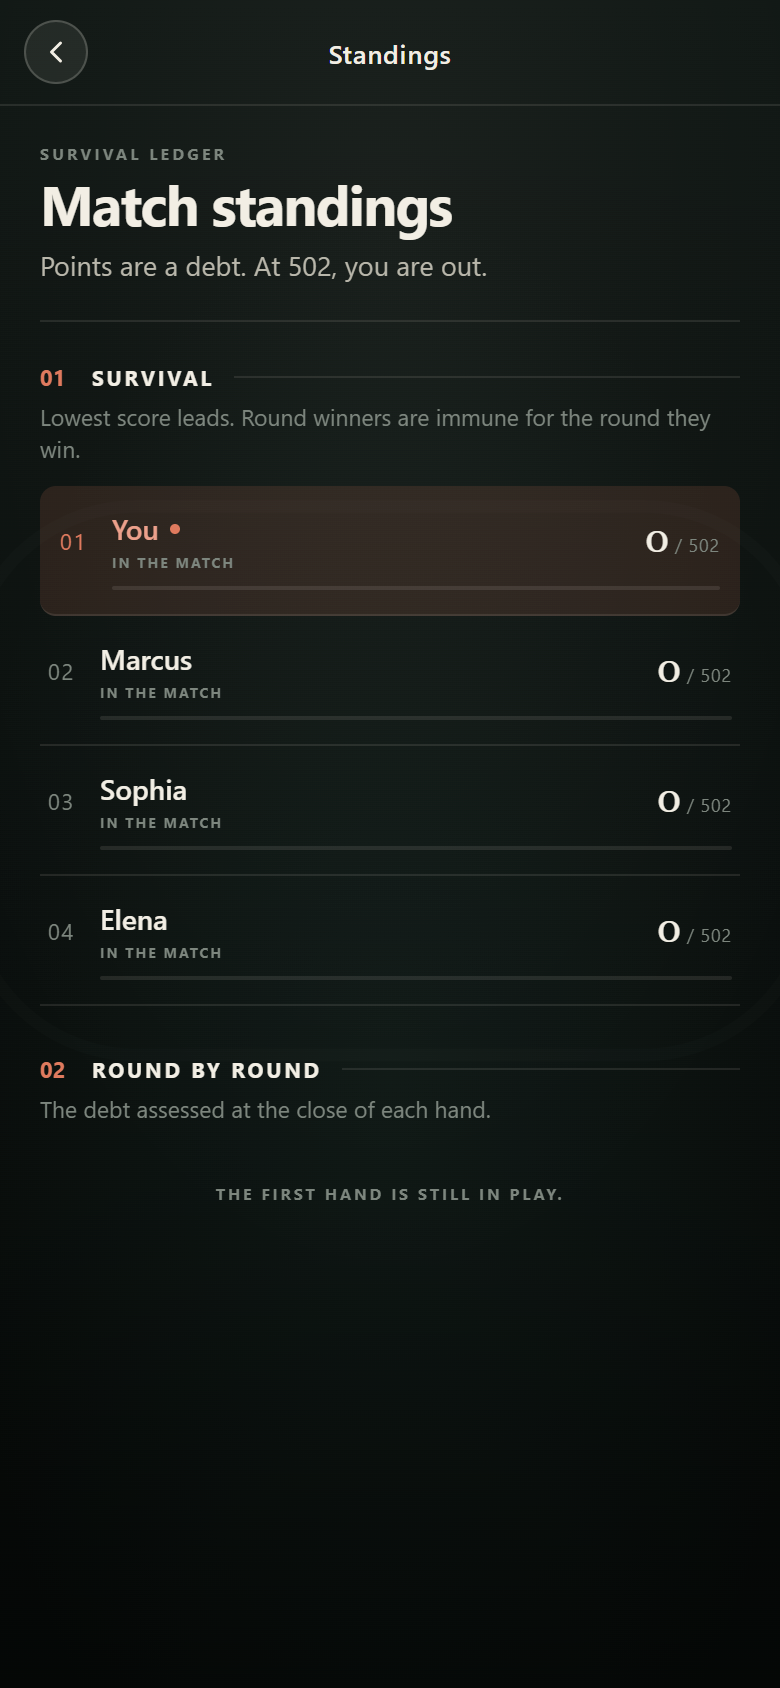 Standings
SURVIVAL LEDGER
Match standings
Points are a debt. At 502, you are out.
01 SURVIVAL
Lowest score leads. Round winners are immune for the round they
win.
01 You
0 / 502
IN THE MATCH
02 Marcus
0 / 502
IN THE MATCH
03 Sophia
0 / 502
IN THE MATCH
04 Elena
0 / 502
IN THE MATCH
02 ROUND BY ROUND
The debt assessed at the close of each hand.
THE FIRST HAND IS STILL IN PLAY.